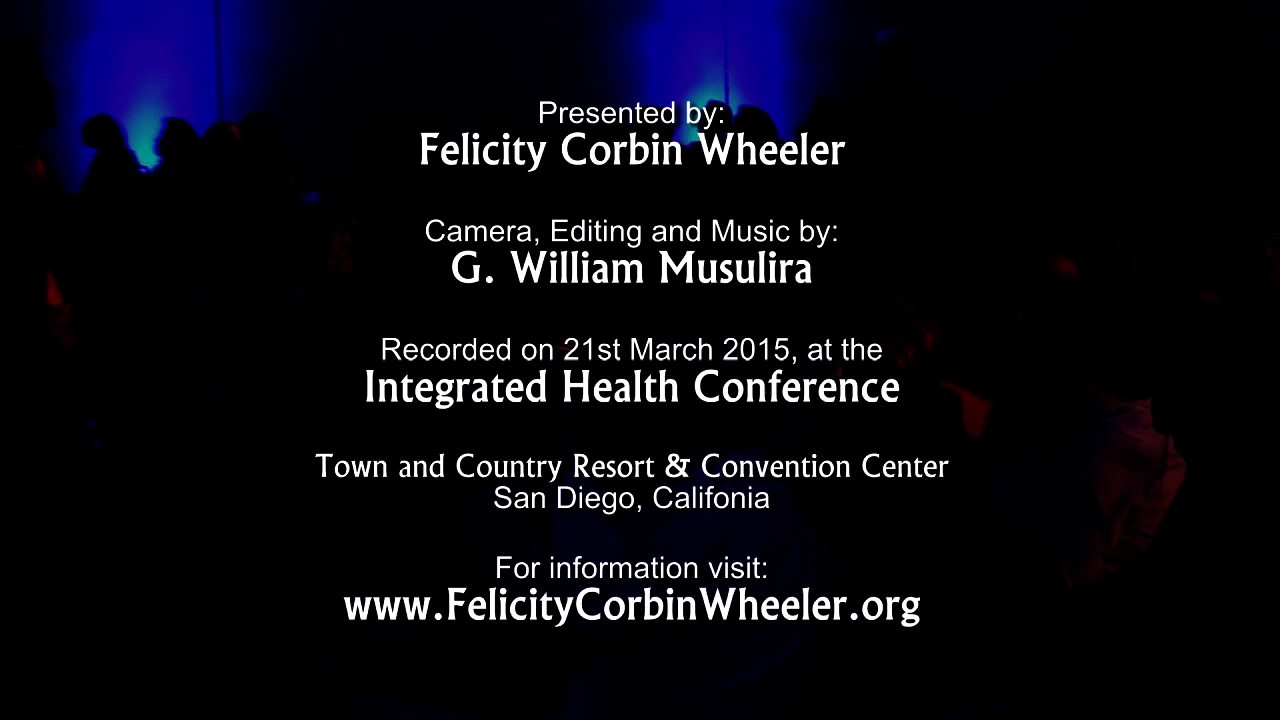 Presented by:
Felicity Corbin Wheeler
Camera, Editing and Music by:
G. William Musulira
Recorded on 21st March 2015, at the
Integrated Health Conference
Town and Country Resort & Convention Center
San Diego, Califonia
For information visit:
www.FelicityCorbinWheeler.org